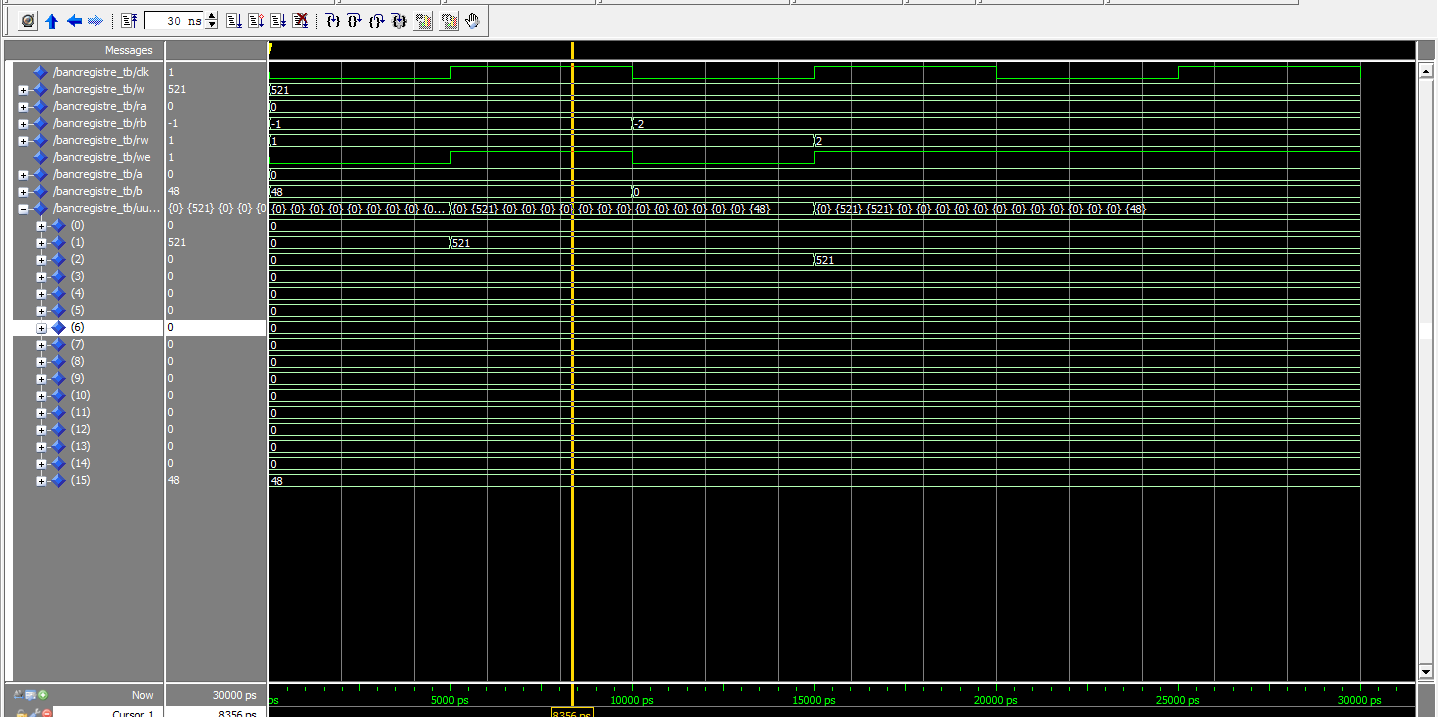 30 ns
Messages
/bancregistre_tb/clk 1
/bancregistre_tb/w 521 521
/bancregistre_tb/ra 0 0
/bancregistre_tb/rb -1 -1 -2
/bancregistre_tb/rw 1 1 2
/bancregistre_tb/we 1
/bancregistre_tb/a 0 0
/bancregistre_tb/b 48 48 0
/bancregistre_tb/uu... {0} {521} {0} {0} {0 {0} {0} {0} {0} {0} {0} {0} {0} {0... {0} {521} {0} {0} {0} {0} {0} {0} {0} {0} {0} {0} {0} {0} {0} {48} {0} {521} {521} {0} {0} {0} {0} {0} {0} {0} {0} {0} {0} {0} {0} {48}
(0) 0 0
(1) 521 0 521
(2) 0 0 521
(3) 0 0
(4) 0 0
(5) 0 0
(6) 0 0
(7) 0 0
(8) 0 0
(9) 0 0
(10) 0 0
(11) 0 0
(12) 0 0
(13) 0 0
(14) 0 0
(15) 48 48
Now 30000 ps ps 5000 ps 10000 ps 15000 ps 20000 ps 25000 ps 30000 ps
Cursor 1 8356 ps 8356 ps